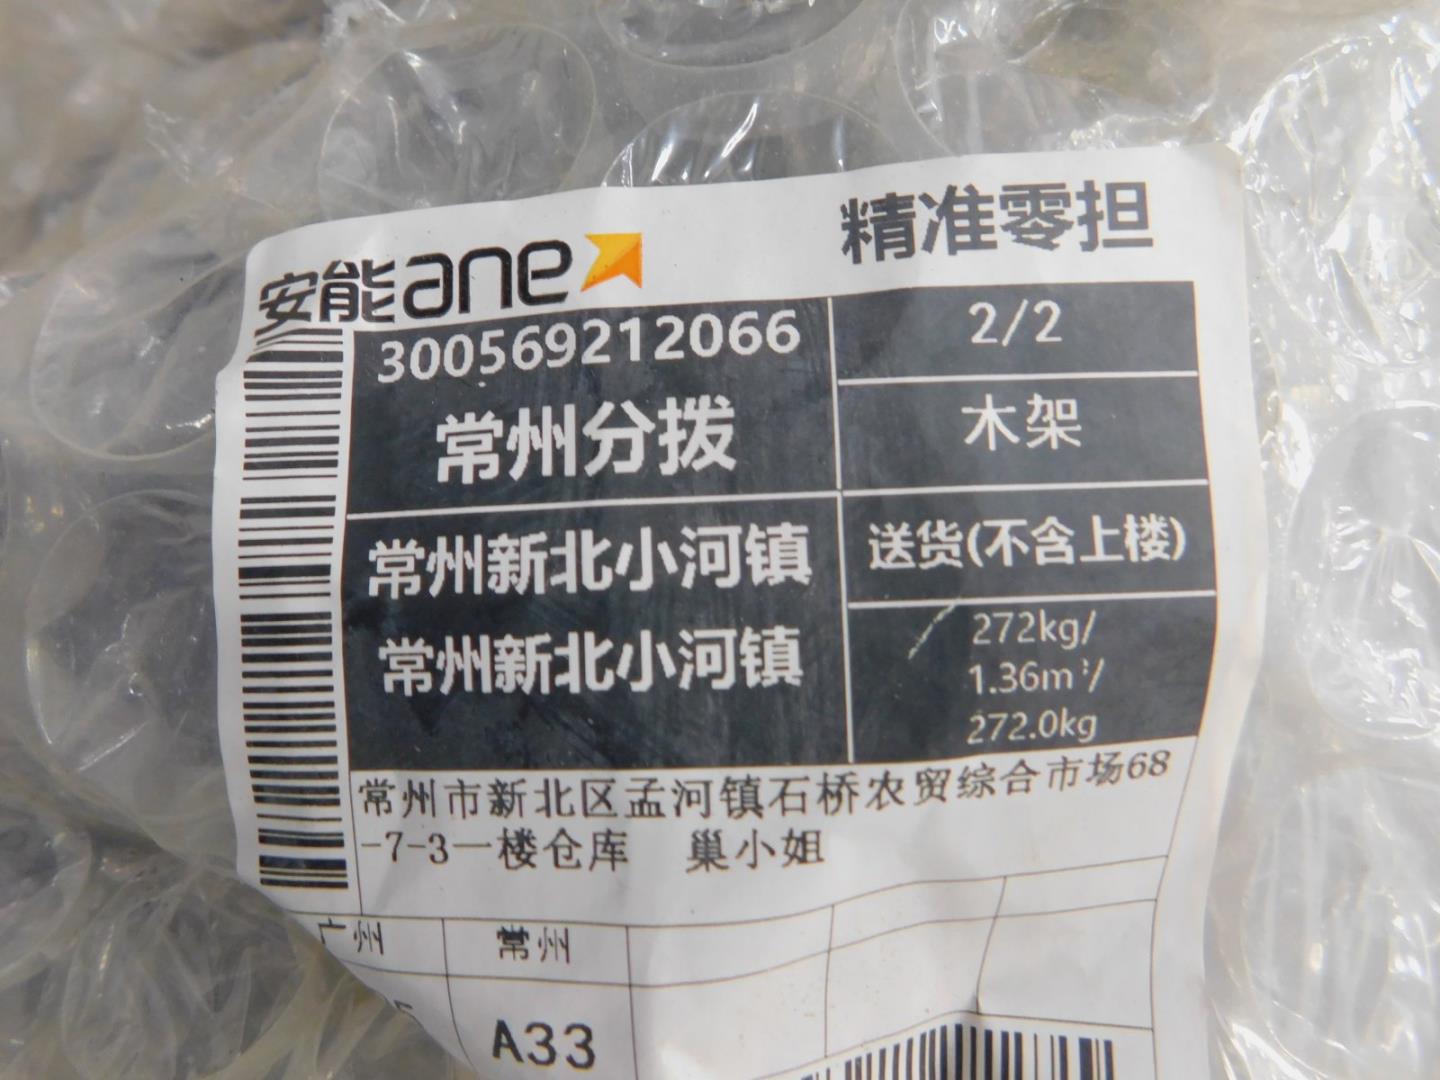 安能ane
精准零担
300569212066
2/2
常州分拨
木架
常州新北小河镇
送货(不含上楼)
常州新北小河镇
272kg/
1.36m³/
272.0kg
常州市新北区孟河镇石桥农贸综合市场68
-7-3一楼仓库 巢小姐
广州
常州
A33